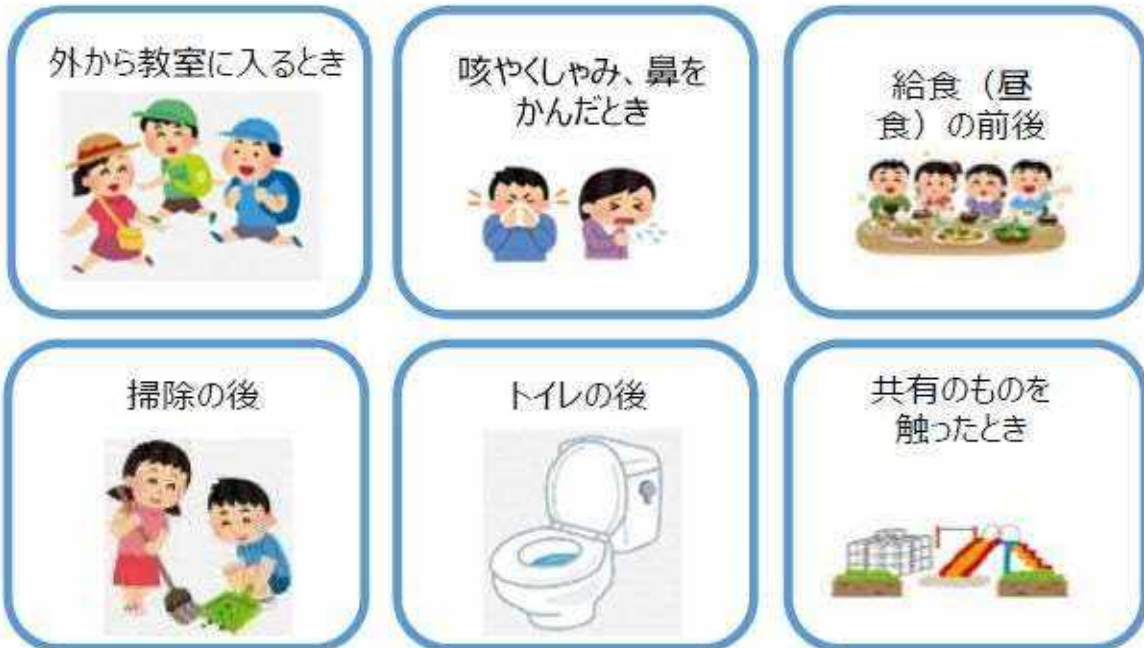 外から教室に入るとき
咳やくしゃみ、鼻を
かんだとき
給食（昼
食）の前後
掃除の後
トイレの後
共有のものを
触ったとき